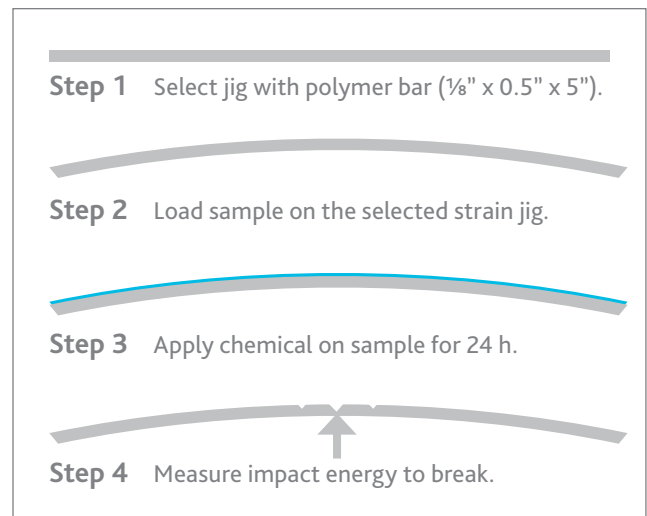 Step 1 Select jig with polymer bar (⅛" x 0.5" x 5").
Step 2 Load sample on the selected strain jig.
Step 3 Apply chemical on sample for 24 h.
Step 4 Measure impact energy to break.